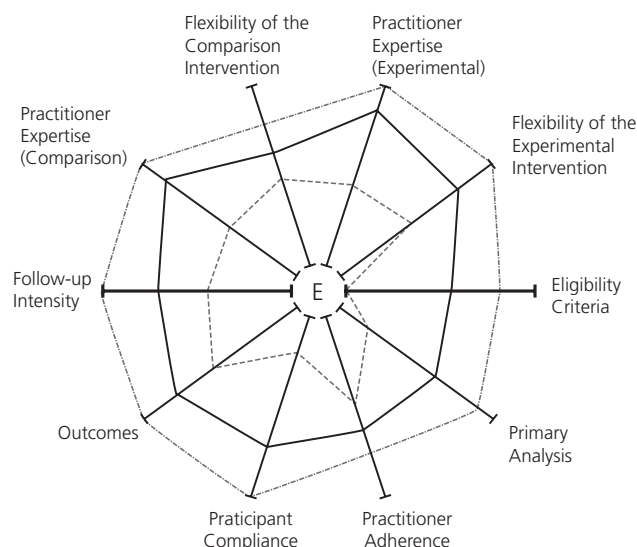 Flexibility of the
Comparison
Intervention
Practitioner
Expertise
(Experimental)
Practitioner
Expertise
(Comparison)
Flexibility of the
Experimental
Intervention
Follow-up
Intensity
E
Eligibility
Criteria
Outcomes
Primary
Analysis
Praticipant
Compliance
Practitioner
Adherence